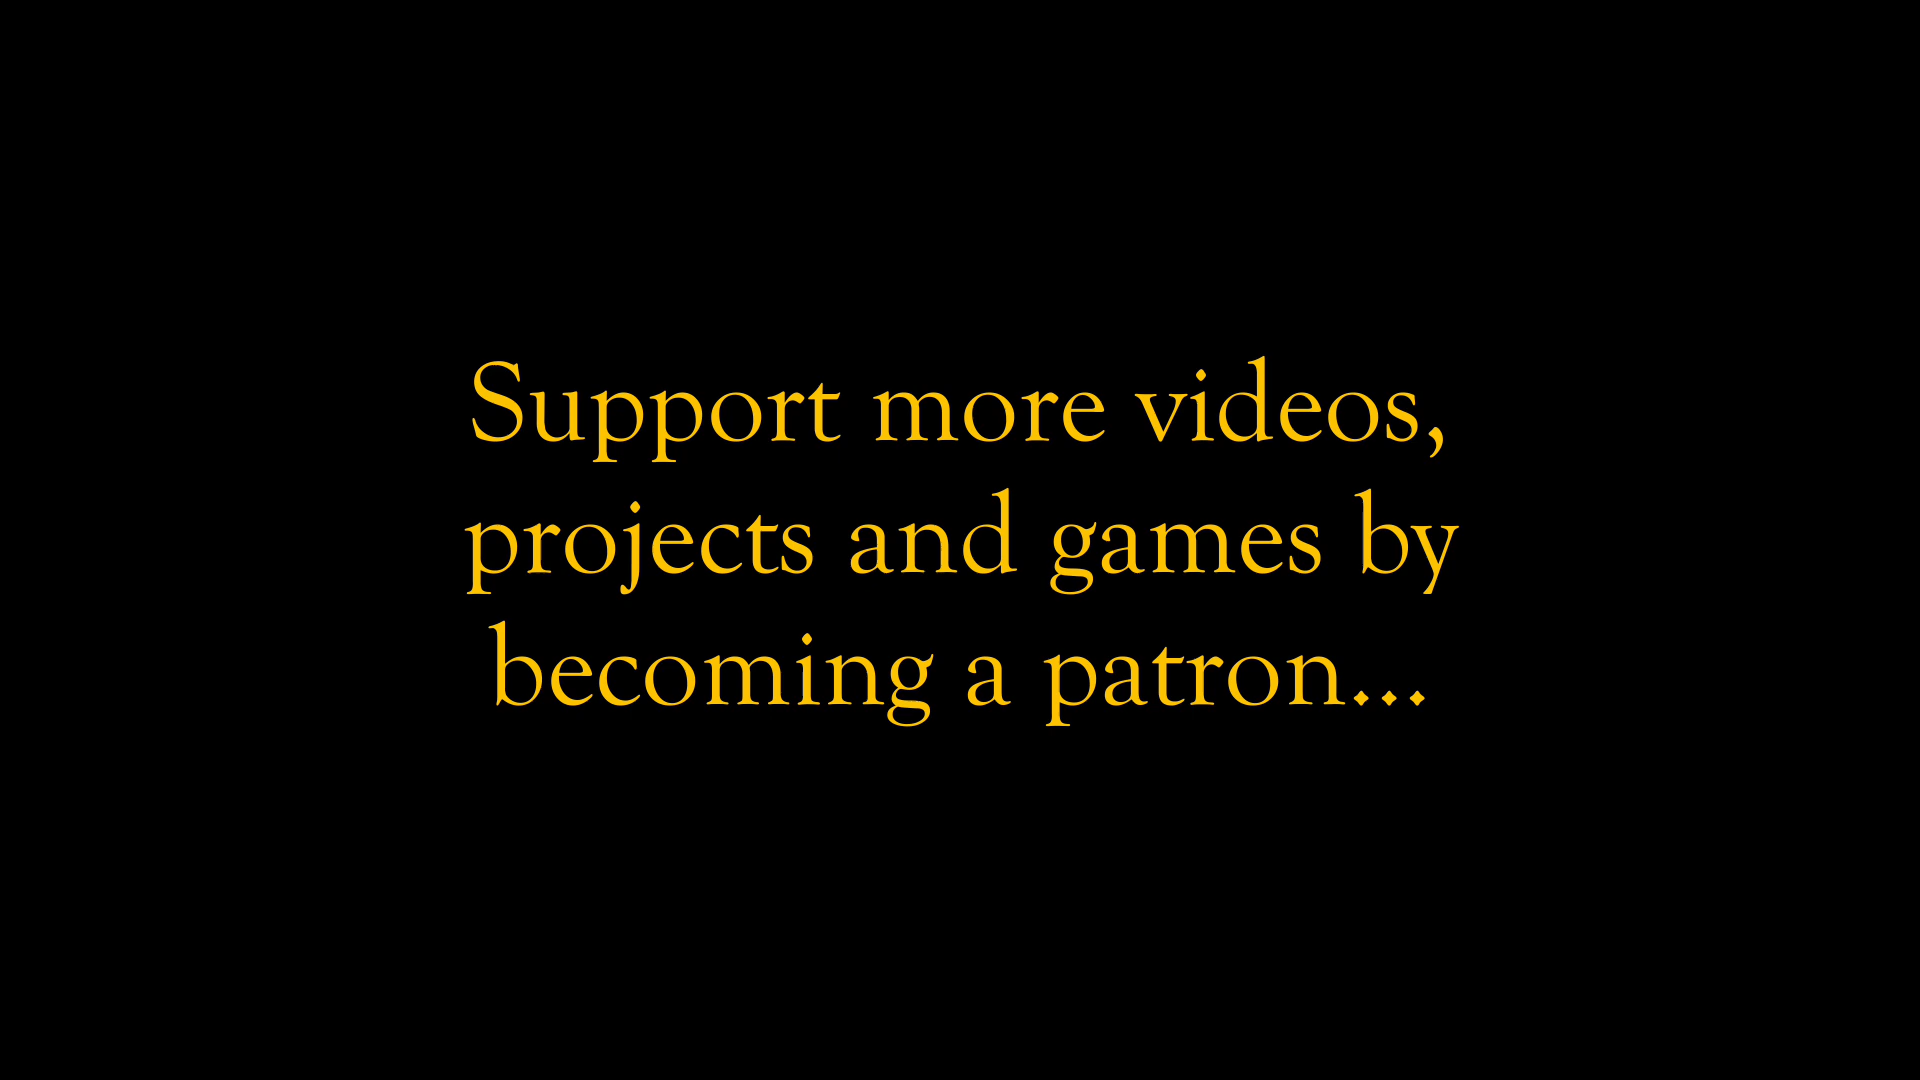 Support more videos,
projects and games by
becoming a patron...